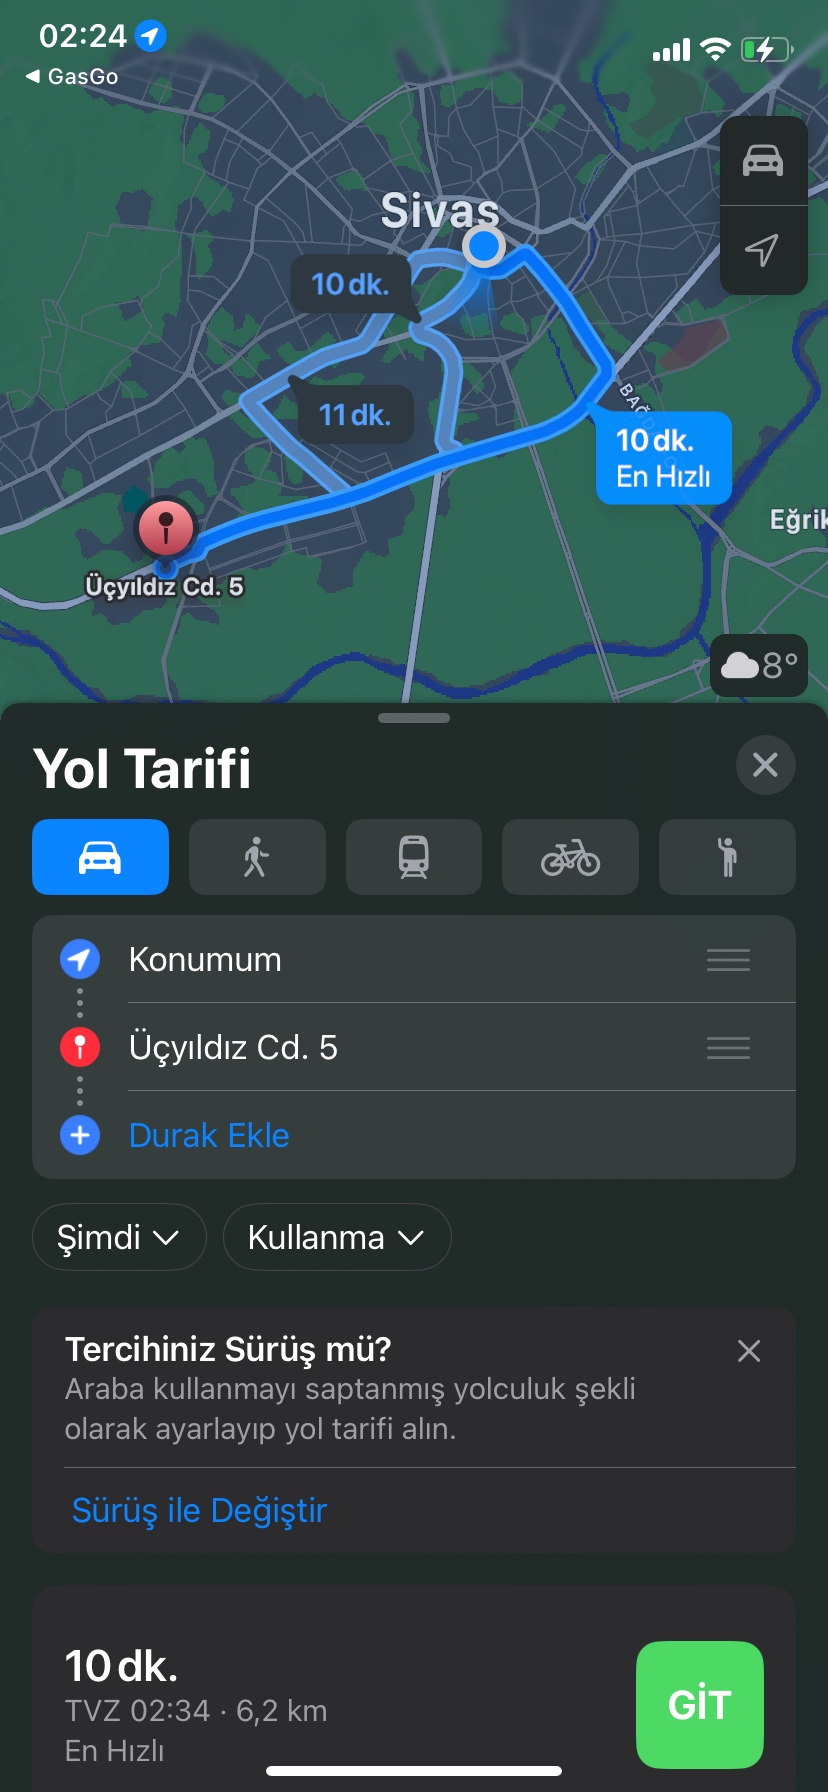 02:24
◀ GasGo
Sivas
10 dk.
11 dk.
10 dk.
En Hızlı
Üçyıldız Cd. 5
8°
Yol Tarifi
Konumum
Üçyıldız Cd. 5
Durak Ekle
Şimdi
Kullanma
Tercihiniz Sürüş mü?
Araba kullanmayı saptanmış yolculuk şekli
olarak ayarlayıp yol tarifi alın.
Sürüş ile Değiştir
10 dk.
TVZ 02:34 · 6,2 km
En Hızlı
GİT